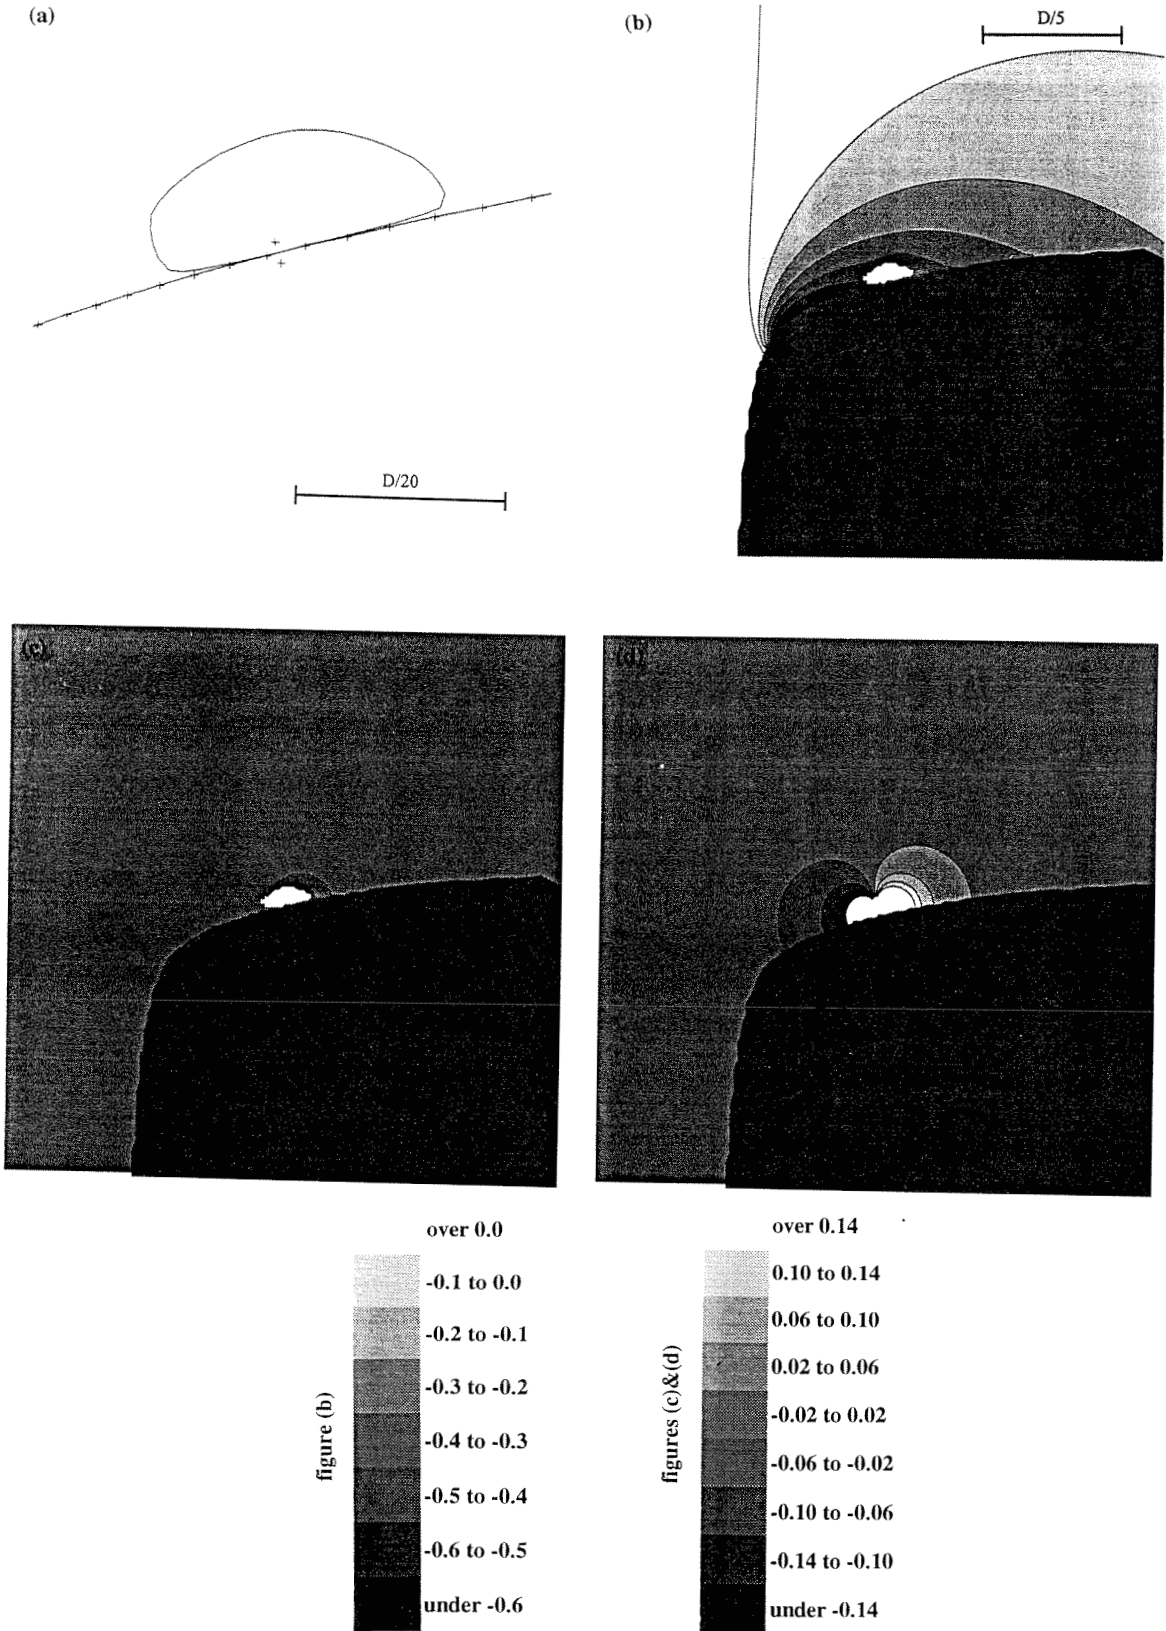 (a)
(b)
D/5
D/20
(c)
(d)
over 0.0
-0.1 to 0.0
-0.2 to -0.1
-0.3 to -0.2
-0.4 to -0.3
-0.5 to -0.4
-0.6 to -0.5
under -0.6
figure (b)
over 0.14
0.10 to 0.14
0.06 to 0.10
0.02 to 0.06
-0.02 to 0.02
-0.06 to -0.02
-0.10 to -0.06
-0.14 to -0.10
under -0.14
figures (c)&(d)